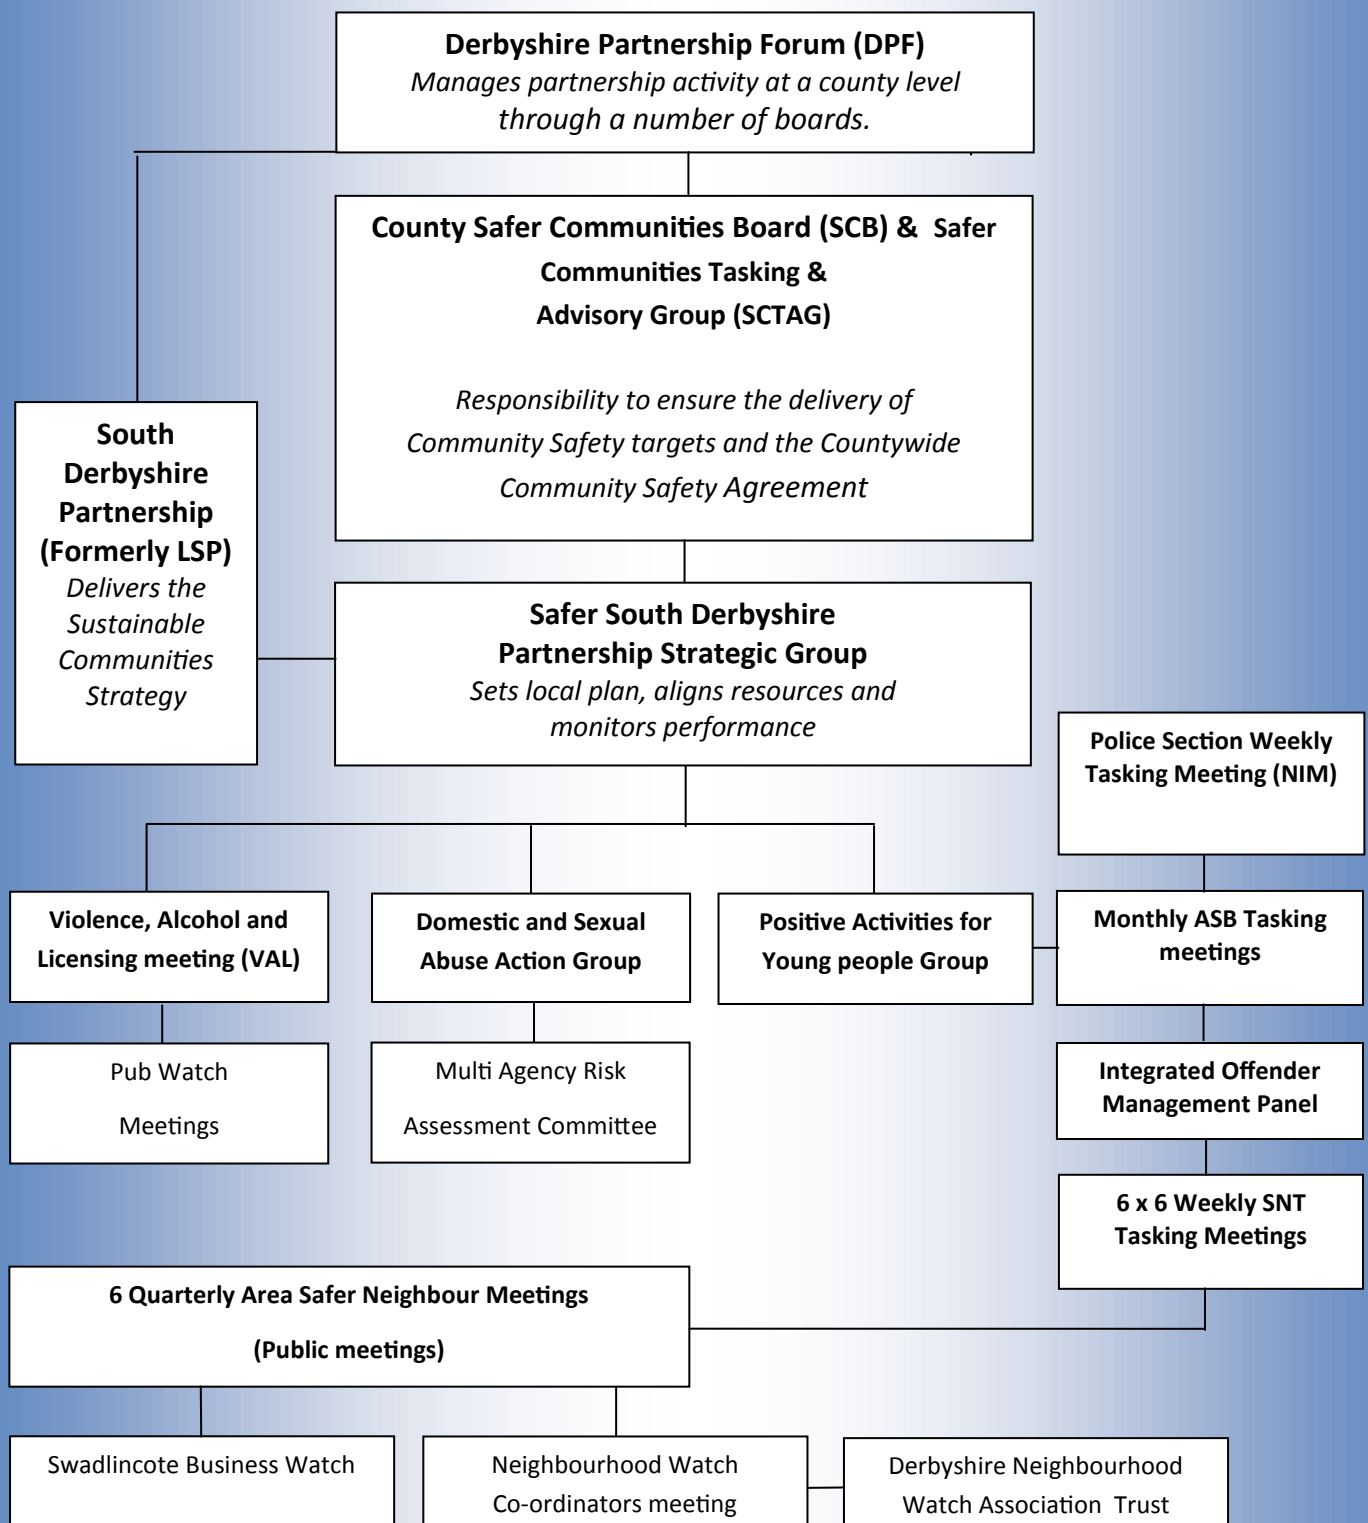 Derbyshire Partnership Forum (DPF)
Manages partnership activity at a county level
through a number of boards.
County Safer Communities Board (SCB) & Safer
Communities Tasking &
Advisory Group (SCTAG)
Responsibility to ensure the delivery of
Community Safety targets and the Countywide
Community Safety Agreement
South
Derbyshire
Partnership
(Formerly LSP)
Delivers the
Sustainable
Communities
Strategy
Safer South Derbyshire
Partnership Strategic Group
Sets local plan, aligns resources and
monitors performance
Police Section Weekly
Tasking Meeting (NIM)
Violence, Alcohol and
Licensing meeting (VAL)
Domestic and Sexual
Abuse Action Group
Positive Activities for
Young people Group
Monthly ASB Tasking
meetings
Pub Watch
Meetings
Multi Agency Risk
Assessment Committee
Integrated Offender
Management Panel
6 x 6 Weekly SNT
Tasking Meetings
6 Quarterly Area Safer Neighbour Meetings
(Public meetings)
Swadlincote Business Watch
Neighbourhood Watch
Co-ordinators meeting
Derbyshire Neighbourhood
Watch Association Trust